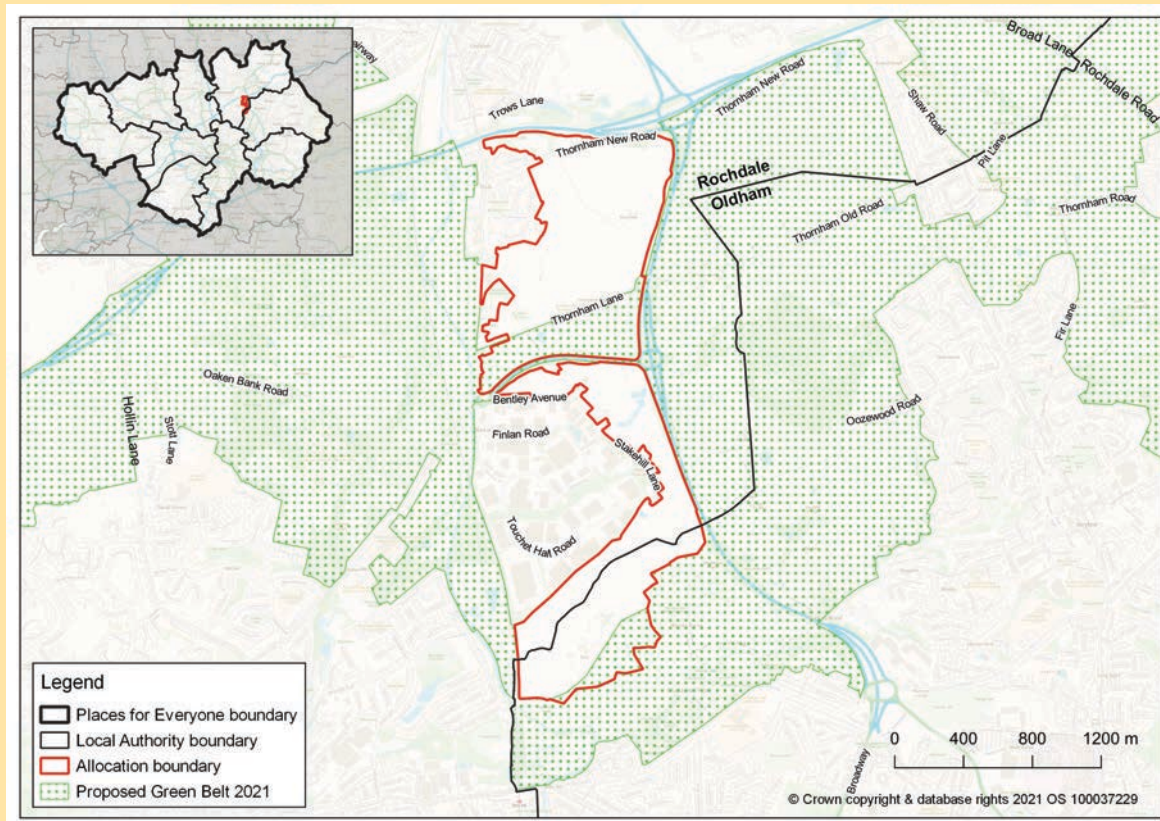 airway
Trows Lane
Thornham New Road
Thornham New Road
Broad Lane
Rochdale Road
Shaw Road
Pit Lane
Rochdale
Oldham
Thornham Old Road
Thornham Road
Thornham Lane
Fir Lane
Oaken Bank Road
Hollin Lane
Stott Lane
Bentley Avenue
Finlan Road
Stakehill Lane
Oozewood Road
Touchet Hall Road
Broadway
Legend
Places for Everyone boundary
Local Authority boundary
Allocation boundary
Proposed Green Belt 2021
0 400 800 1200 m
© Crown copyright & database rights 2021 OS 100037229